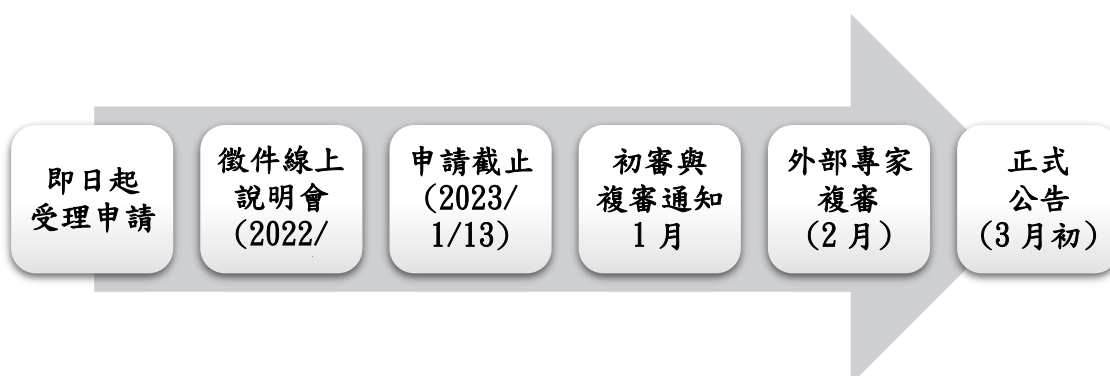 即日起
受理申請
徵件線上
說明會
(2022/
申請截止
(2023/
1/13)
初審與
複審通知
1 月
外部專家
複審
(2 月)
正式
公告
(3 月初)